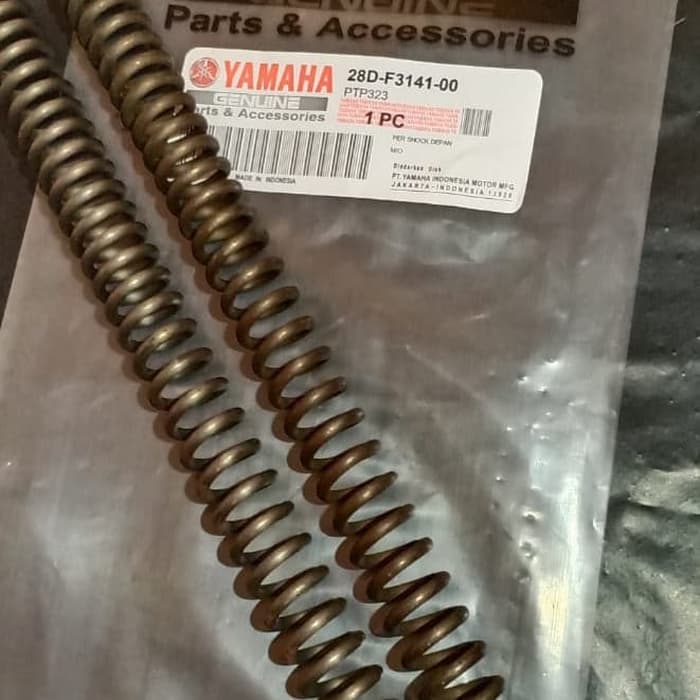 GENUINE
Parts & Accessories
YAMAHA
GENUINE
Parts & Accessories
MADE IN INDONESIA
28D-F3141-00
PTP323
1 PC
PER SHOCK DEPAN
MIO
Diedarkan Oleh
PT. YAMAHA INDONESIA MOTOR MFG
JAKARTA-INDONESIA 13920